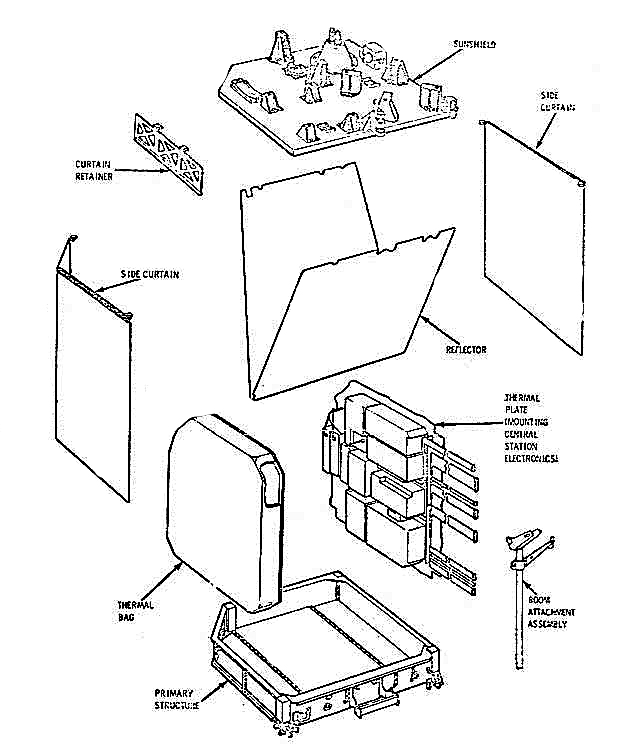 SUNSHIELD
SIDE
CURTAIN
CURTAIN
RETAINER
SIDE CURTAIN
REFLECTOR
THERMAL
PLATE
(MOUNTING
CENTRAL
STATION
ELECTRONICS)
THERMAL
BAG
BOOM
ATTACHMENT
ASSEMBLY
PRIMARY
STRUCTURE